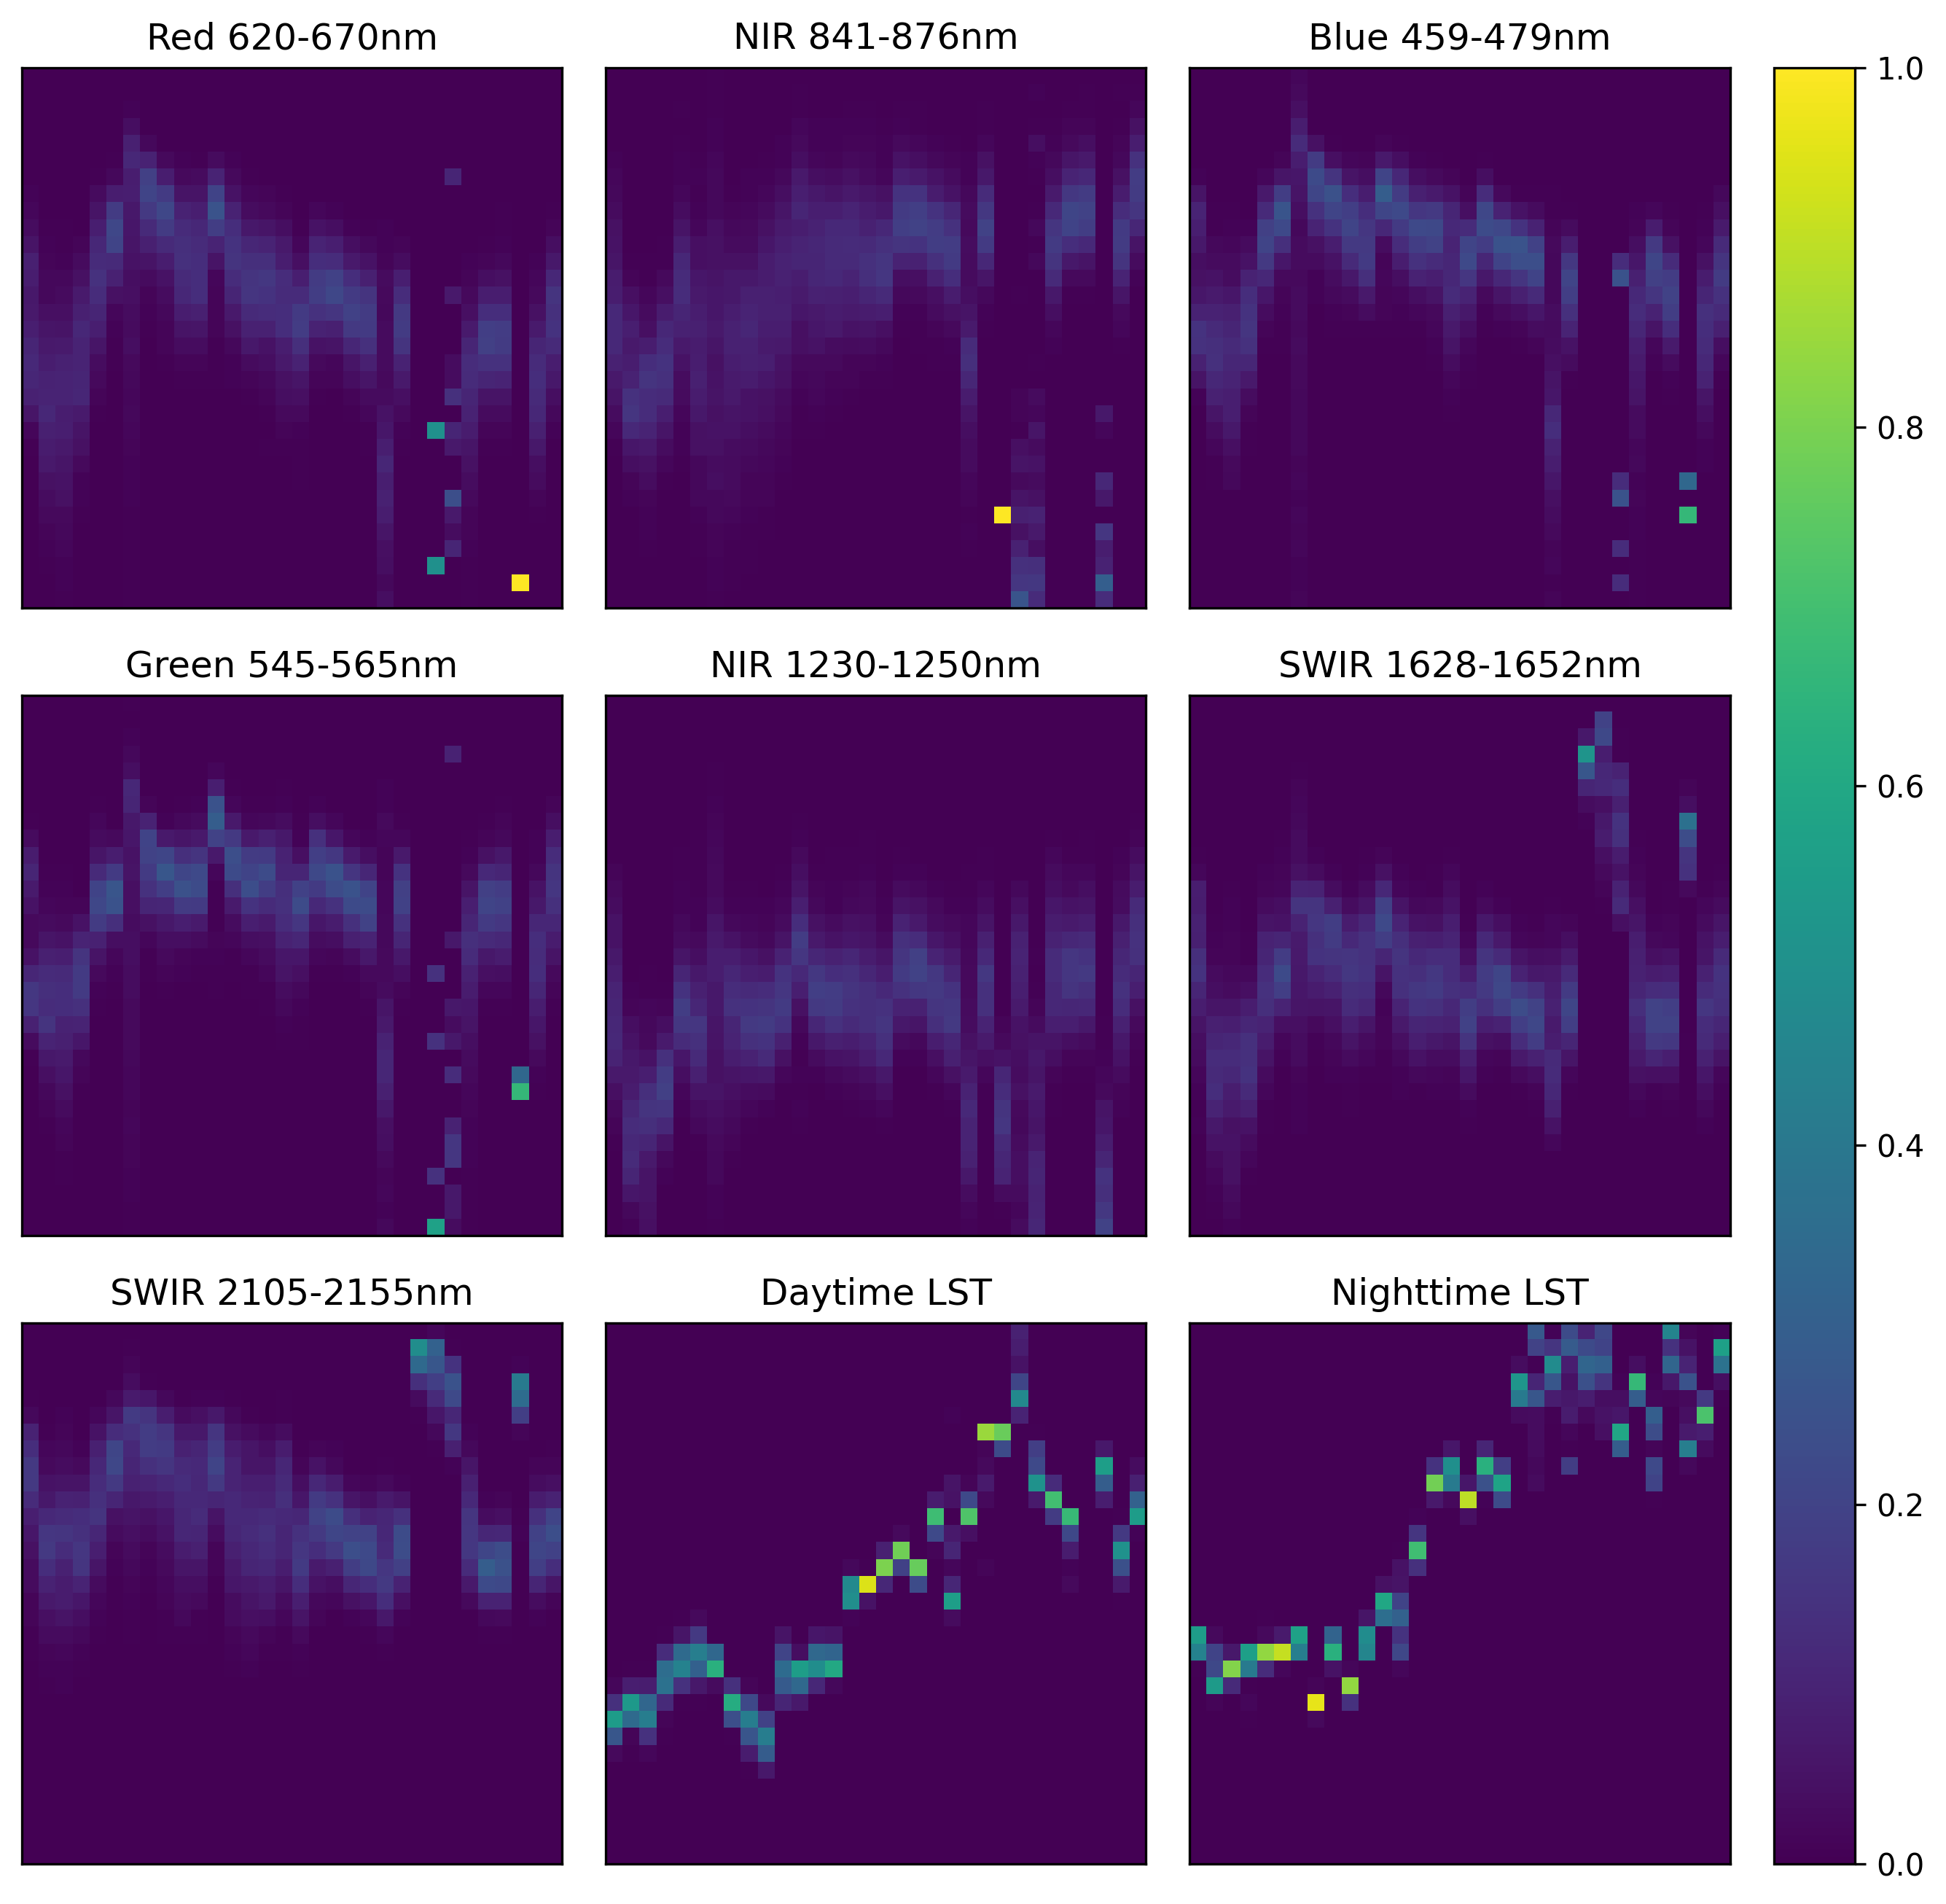 Red 620-670nm
NIR 841-876nm
Blue 459-479nm
1.0
0.8
Green 545-565nm
NIR 1230-1250nm
SWIR 1628-1652nm
0.6
0.4
SWIR 2105-2155nm
Daytime LST
Nighttime LST
0.2
0.0